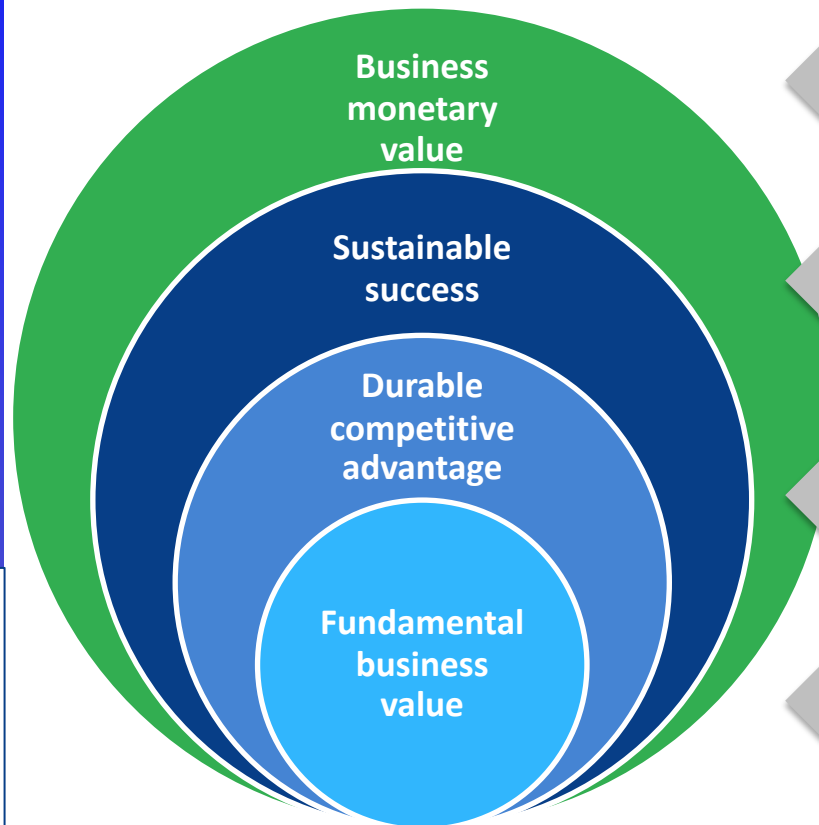 Business
monetary
value
Sustainable
success
Durable
competitive
advantage
Fundamental
business
value